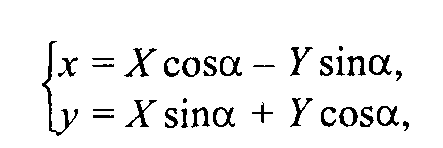 x = X cosα – Y sinα,
y = X sinα + Y cosα,